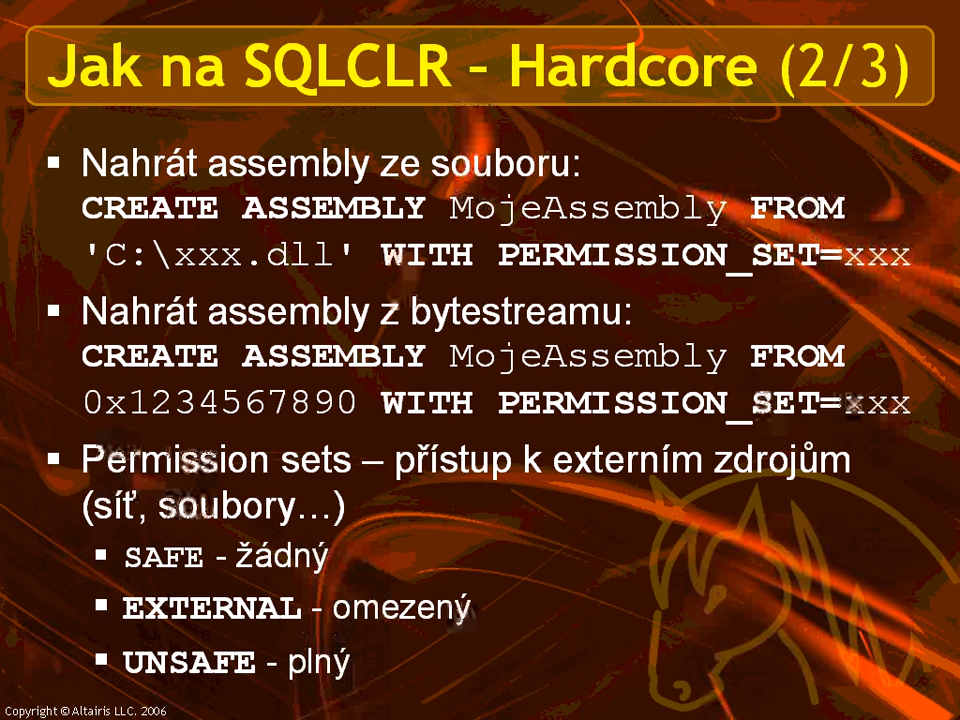 Jak na SQLCLR - Hardcore (2/3)
▪ Nahrát assembly ze souboru:
CREATE ASSEMBLY MojeAssembly FROM
'C:\xxx.dll' WITH PERMISSION_SET=xxx
▪ Nahrát assembly z bytestreamu:
CREATE ASSEMBLY MojeAssembly FROM
0x1234567890 WITH PERMISSION_SET=xxx
▪ Permission sets – přístup k externím zdrojům
(síť, soubory…)
▪ SAFE - žádný
▪ EXTERNAL - omezený
▪ UNSAFE - plný
Copyright © Altairis LLC. 2006